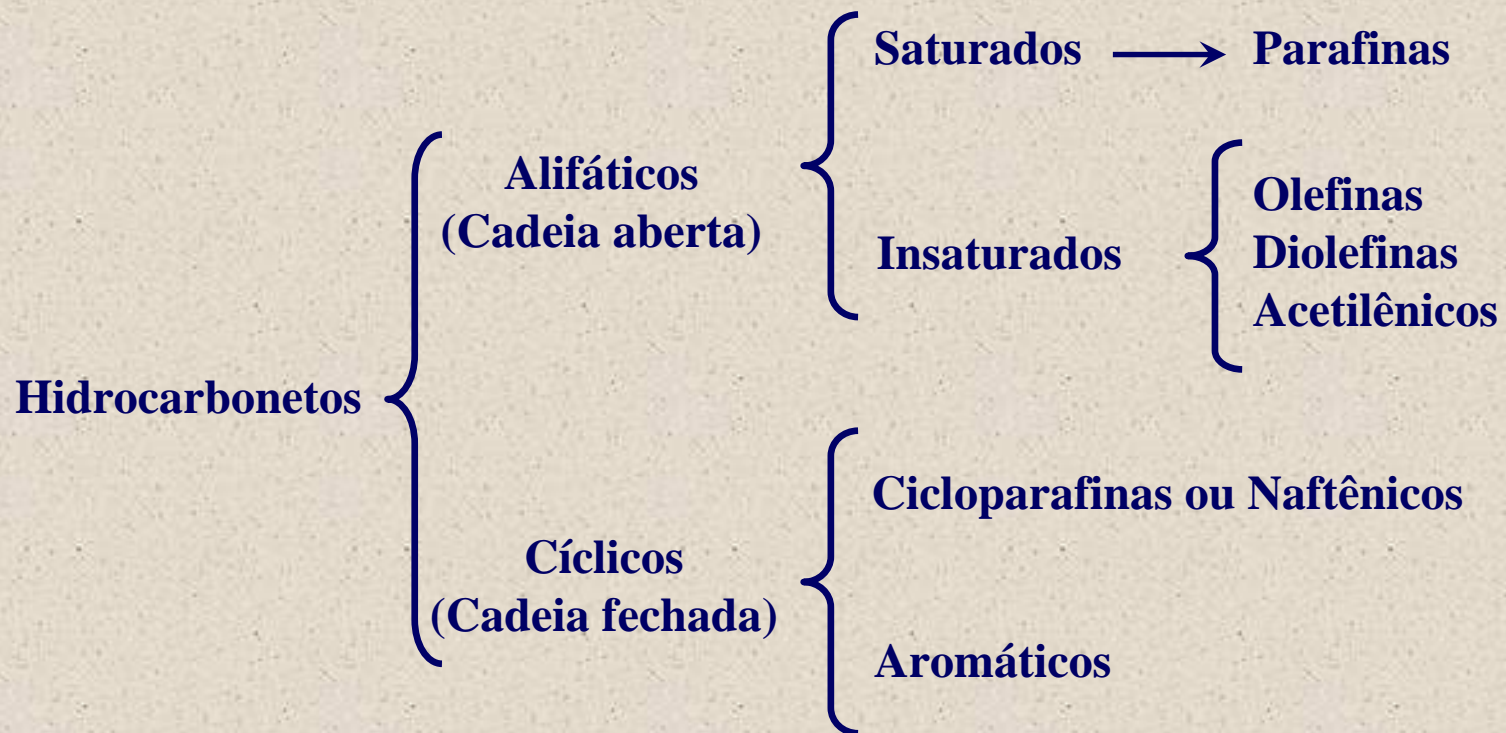 Saturados → Parafinas
Alifáticos
(Cadeia aberta)
Insaturados
Olefinas
Diolefinas
Acetilênicos
Hidrocarbonetos
Cicloparafinas ou Naftênicos
Cíclicos
(Cadeia fechada)
Aromáticos